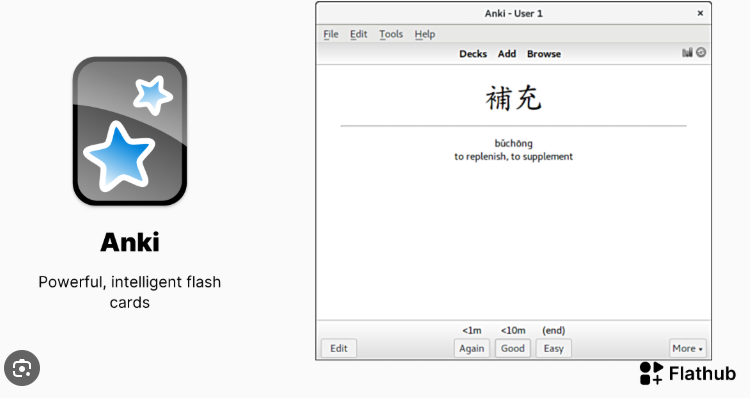 Anki
Powerful, intelligent flash
cards
Anki - User 1
×
File Edit Tools Help
Decks Add Browse
補充
bǔchōng
to replenish, to supplement
<1m <10m (end)
Edit Again Good Easy More
Flathub